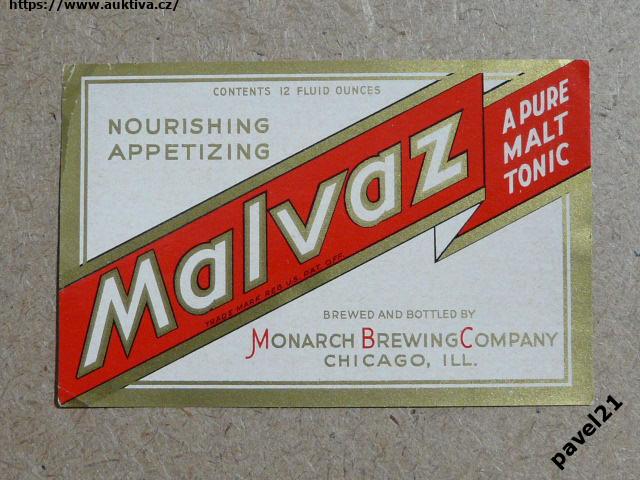 https://www.auktiva.cz/
CONTENTS 12 FLUID OUNCES
NOURISHING
APPETIZING
Malvaz
TRADE MARK REG. U.S. PAT. OFF.
A PURE
MALT
TONIC
BREWED AND BOTTLED BY
MONARCH BREWING COMPANY
CHICAGO, ILL.
pavel21